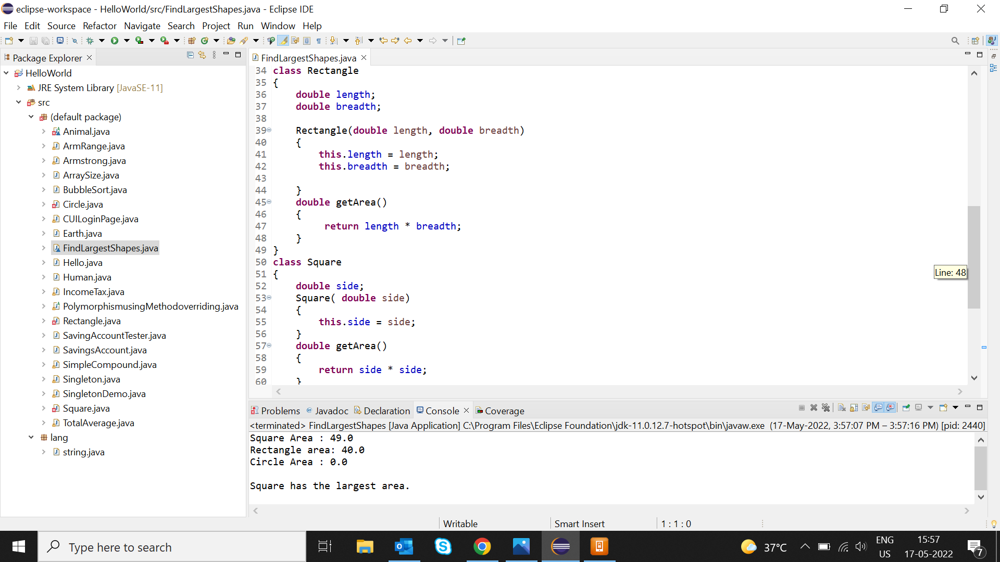 eclipse-workspace - HelloWorld/src/FindLargestShapes.java - Eclipse IDE
File Edit Source Refactor Navigate Search Project Run Window Help
Package Explorer
HelloWorld
JRE System Library [JavaSE-11]
src
(default package)
Animal.java
ArmRange.java
Armstrong.java
ArraySize.java
BubbleSort.java
Circle.java
CUILoginPage.java
Earth.java
FindLargestShapes.java
Hello.java
Human.java
IncomeTax.java
PolymorphismusingMethodoverriding.java
Rectangle.java
SavingAccountTester.java
SavingsAccount.java
SimpleCompound.java
Singleton.java
SingletonDemo.java
Square.java
TotalAverage.java
lang
string.java
FindLargestShapes.java
34 class Rectangle
35 {
36 double length;
37 double breadth;
38
39 Rectangle(double length, double breadth)
40 {
41 this.length = length;
42 this.breadth = breadth;
43
44 }
45 double getArea()
46 {
47 return length * breadth;
48 }
49 }
50 class Square
51 {
52 double side;
53 Square( double side)
54 {
55 this.side = side;
56 }
57 double getArea()
58 {
59 return side * side;
60 }
Line: 48
Problems Javadoc Declaration Console Coverage
<terminated> FindLargestShapes [Java Application] C:\Program Files\Eclipse Foundation\jdk-11.0.12.7-hotspot\bin\javaw.exe (17-May-2022, 3:57:07 PM – 3:57:16 PM) [pid: 2440]
Square Area : 49.0
Rectangle area: 40.0
Circle Area : 0.0
Square has the largest area.
Writable Smart Insert 1 : 1 : 0
Type here to search
37°C
ENG
US
15:57
17-05-2022
7